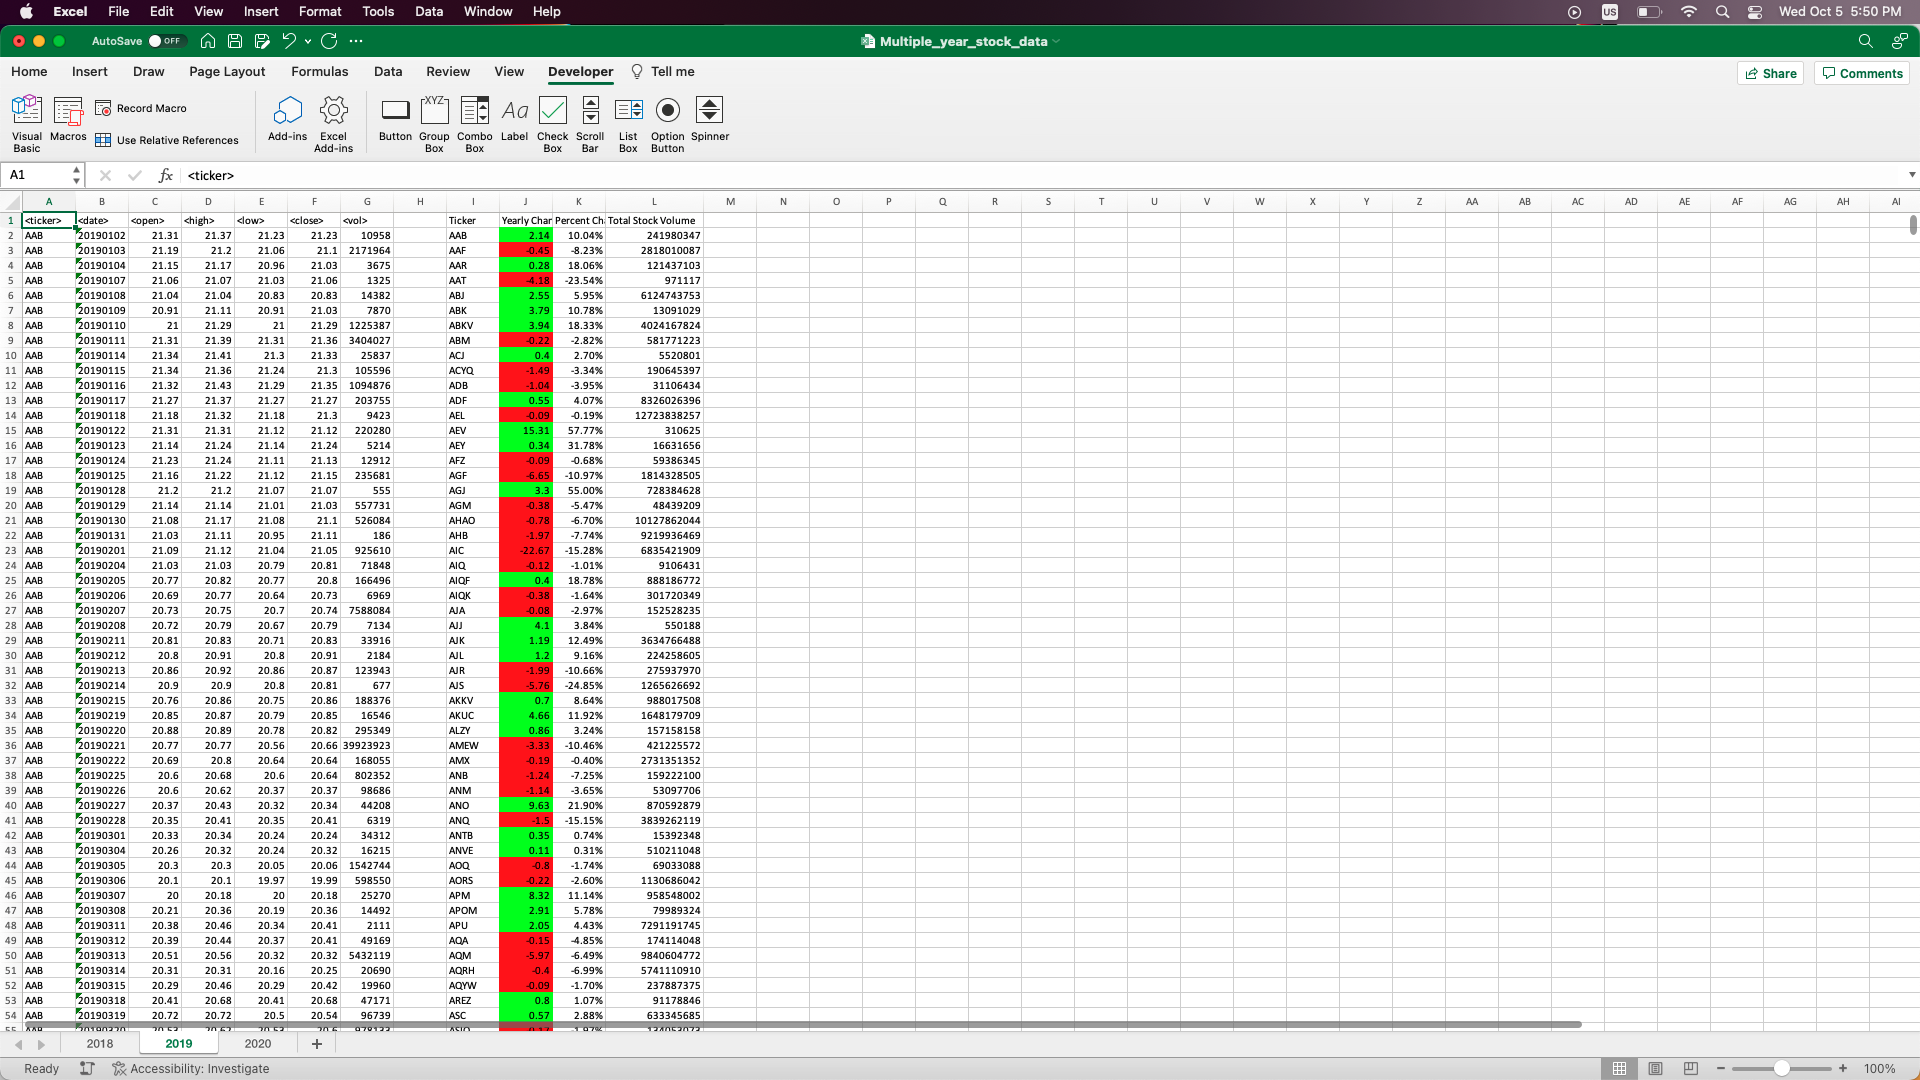 Excel File Edit View Insert Format Tools Data Window Help US Wed Oct 5 5:50 PM
AutoSave OFF Multiple_year_stock_data
Home Insert Draw Page Layout Formulas Data Review View Developer Tell me Share Comments
Visual Basic Macros Record Macro Use Relative References Add-ins Excel Add-ins Button Group Box Combo Box Label Check Box Scroll Bar List Box Option Button Spinner
A1 fx <ticker>
A B C D E F G H I J K L M N O P Q R S T U V W X Y Z AA AB AC AD AE AF AG AH AI
1 <ticker> <date> <open> <high> <low> <close> <vol> Ticker Yearly Char Percent Ch Total Stock Volume
2 AAB 20190102 21.31 21.37 21.23 21.23 10958 AAB 2.14 10.04% 241980347
3 AAB 20190103 21.19 21.2 21.06 21.1 2171964 AAF -0.45 -8.23% 2818010087
4 AAB 20190104 21.15 21.17 20.96 21.03 3675 AAR 0.28 18.06% 121437103
5 AAB 20190107 21.06 21.07 21.03 21.06 1325 AAT -4.18 -23.54% 971117
6 AAB 20190108 21.04 21.04 20.83 20.83 14382 ABJ 2.55 5.95% 6124743753
7 AAB 20190109 20.91 21.11 20.91 21.03 7870 ABK 3.79 10.78% 13091029
8 AAB 20190110 21 21.29 21 21.29 1225387 ABKV 3.94 18.33% 4024167824
9 AAB 20190111 21.31 21.39 21.31 21.36 3404027 ABM -0.22 -2.82% 581771223
10 AAB 20190114 21.34 21.41 21.3 21.33 25837 ACJ 0.4 2.70% 5520801
11 AAB 20190115 21.34 21.36 21.24 21.3 105596 ACYQ -1.49 -3.34% 190645397
12 AAB 20190116 21.32 21.43 21.29 21.35 1094876 ADB -1.04 -3.95% 31106434
13 AAB 20190117 21.27 21.37 21.27 21.27 203755 ADF 0.55 4.07% 8326026396
14 AAB 20190118 21.18 21.32 21.18 21.3 9423 AEL -0.09 -0.19% 12723838257
15 AAB 20190122 21.31 21.31 21.12 21.12 220280 AEV 15.31 57.77% 310625
16 AAB 20190123 21.14 21.24 21.14 21.24 5214 AEY 0.34 31.78% 16631656
17 AAB 20190124 21.23 21.24 21.11 21.13 12912 AFZ -0.09 -0.68% 59386345
18 AAB 20190125 21.16 21.22 21.12 21.15 235681 AGF -6.65 -10.97% 1814328505
19 AAB 20190128 21.2 21.2 21.07 21.07 555 AGJ 3.3 55.00% 728384628
20 AAB 20190129 21.14 21.14 21.01 21.03 557731 AGM -0.38 -5.47% 48439209
21 AAB 20190130 21.08 21.17 21.08 21.1 526084 AHAO -0.78 -6.70% 10127862044
22 AAB 20190131 21.03 21.11 20.95 21.11 186 AHB -1.97 -7.74% 9219936469
23 AAB 20190201 21.09 21.12 21.04 21.05 925610 AIC -22.67 -15.28% 6835421909
24 AAB 20190204 21.03 21.03 20.79 20.81 71848 AIQ -0.12 -1.01% 9106431
25 AAB 20190205 20.77 20.82 20.77 20.8 166496 AIQF 0.4 18.78% 888186772
26 AAB 20190206 20.69 20.77 20.64 20.73 6969 AIQK -0.38 -1.64% 301720349
27 AAB 20190207 20.73 20.75 20.7 20.74 7588084 AJA -0.08 -2.97% 152528235
28 AAB 20190208 20.72 20.79 20.67 20.79 7134 AJJ 4.1 3.84% 550188
29 AAB 20190211 20.81 20.83 20.71 20.83 33916 AJK 1.19 12.49% 3634766488
30 AAB 20190212 20.8 20.91 20.8 20.91 2184 AJL 1.2 9.16% 224258605
31 AAB 20190213 20.86 20.92 20.86 20.87 123943 AJR -1.99 -10.66% 275937970
32 AAB 20190214 20.9 20.9 20.8 20.81 677 AJS -5.76 -24.85% 1265626692
33 AAB 20190215 20.76 20.86 20.75 20.86 188376 AKKV 0.7 8.64% 988017508
34 AAB 20190219 20.85 20.87 20.79 20.85 16546 AKUC 4.66 11.92% 1648179709
35 AAB 20190220 20.88 20.89 20.78 20.82 295349 ALZY 0.86 3.24% 157158158
36 AAB 20190221 20.77 20.77 20.56 20.66 39923923 AMEW -3.33 -10.46% 421225572
37 AAB 20190222 20.69 20.8 20.64 20.64 168055 AMX -0.19 -0.40% 2731351352
38 AAB 20190225 20.6 20.68 20.6 20.64 802352 ANB -1.24 -7.25% 159222100
39 AAB 20190226 20.6 20.62 20.37 20.37 98686 ANM -1.14 -3.65% 53097706
40 AAB 20190227 20.37 20.43 20.32 20.34 44208 ANO 9.63 21.90% 870592879
41 AAB 20190228 20.35 20.41 20.35 20.41 6319 ANQ -1.5 -15.15% 3839262119
42 AAB 20190301 20.33 20.34 20.24 20.24 34312 ANTB 0.35 0.74% 15392348
43 AAB 20190304 20.26 20.32 20.24 20.32 16215 ANVE 0.11 0.31% 510211048
44 AAB 20190305 20.3 20.3 20.05 20.06 1542744 AOQ -0.8 -1.74% 69033088
45 AAB 20190306 20.1 20.1 19.97 19.99 598550 AORS -0.22 -2.60% 1130686042
46 AAB 20190307 20 20.18 20 20.18 25270 APM 8.32 11.14% 958548002
47 AAB 20190308 20.21 20.36 20.19 20.36 14492 APOM 2.91 5.78% 79989324
48 AAB 20190311 20.38 20.46 20.34 20.41 2111 APU 2.05 4.43% 7291191745
49 AAB 20190312 20.39 20.44 20.37 20.41 49169 AQA -0.15 -4.85% 174114048
50 AAB 20190313 20.51 20.56 20.32 20.32 5432119 AQM -5.97 -6.49% 9840604772
51 AAB 20190314 20.31 20.31 20.16 20.25 20690 AQRH -0.4 -6.99% 5741110910
52 AAB 20190315 20.29 20.46 20.29 20.42 19960 AQYW -0.09 -1.70% 237887375
53 AAB 20190318 20.41 20.68 20.41 20.68 47171 AREZ 0.8 1.07% 91178846
54 AAB 20190319 20.72 20.72 20.5 20.54 96739 ASC 0.57 2.88% 633345685
2018 2019 2020 +
Ready Accessibility: Investigate 100%